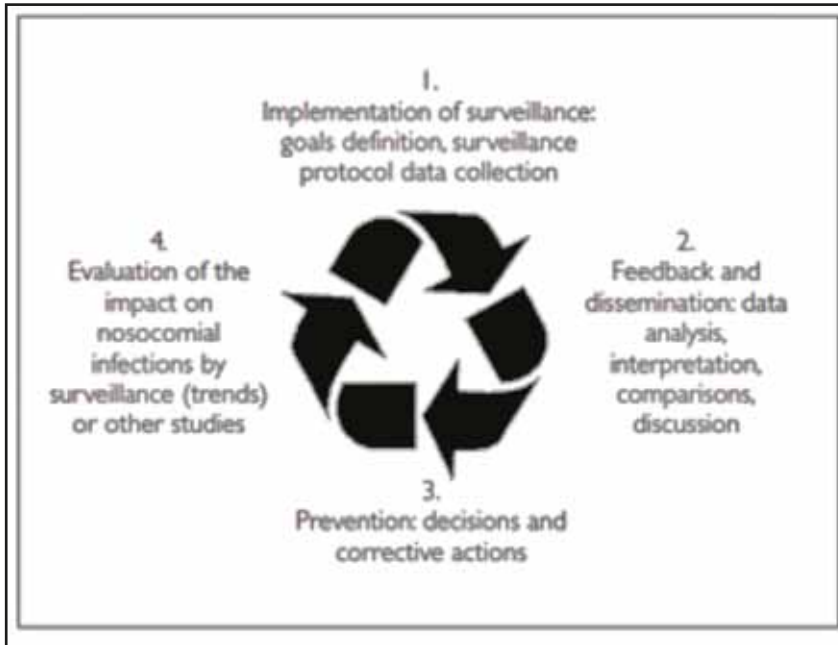 1.
Implementation of surveillance:
goals definition, surveillance
protocol data collection
2.
Feedback and
dissemination: data
analysis,
interpretation,
comparisons,
discussion
3.
Prevention: decisions and
corrective actions
4.
Evaluation of the
impact on
nosocomial
infections by
surveillance (trends)
or other studies